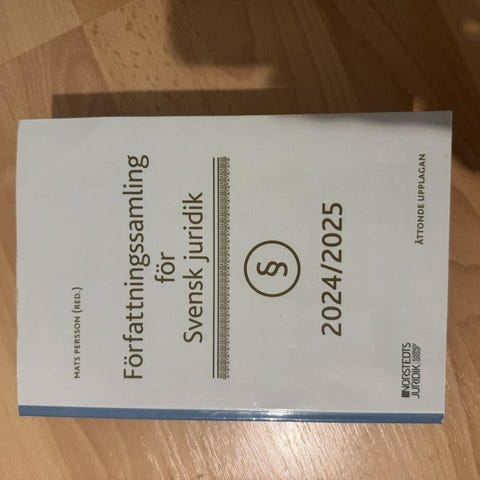 MATS PERSSON (RED.)
Författningssamling
för
Svensk juridik
§
2024/2025
NORSTEDTS
JURIDIK
ÅTTONDE UPPLAGAN